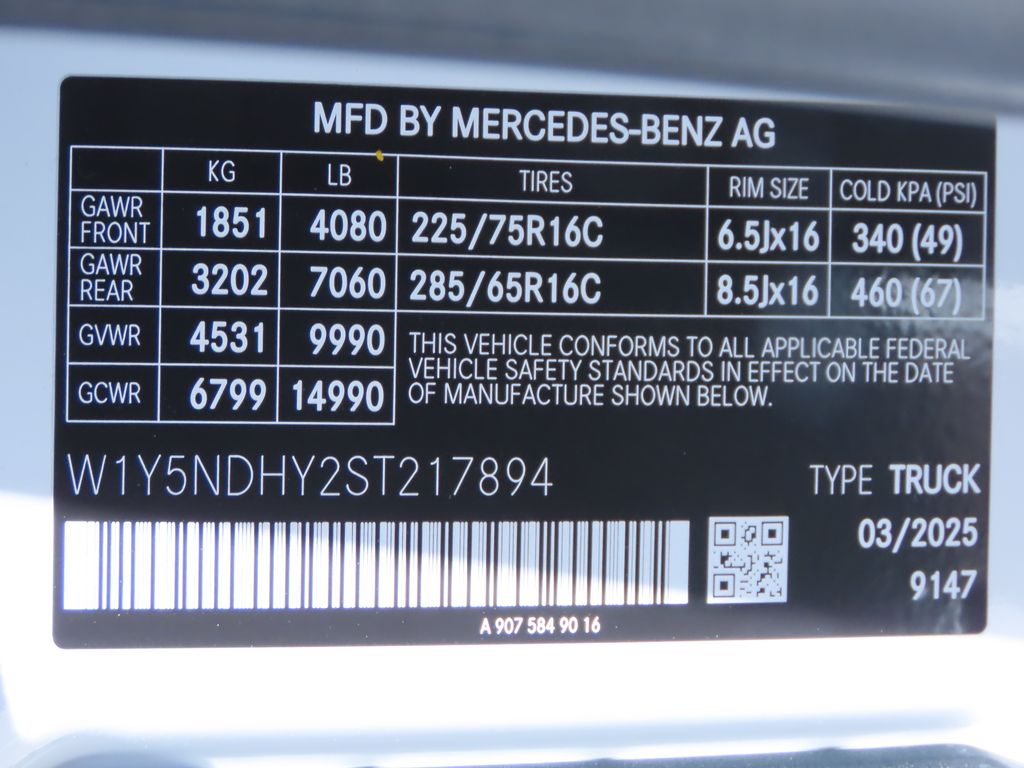 MFD BY MERCEDES-BENZ AG
KG LB TIRES RIM SIZE COLD KPA (PSI)
GAWR FRONT 1851 4080 225/75R16C 6.5Jx16 340 (49)
GAWR REAR 3202 7060 285/65R16C 8.5Jx16 460 (67)
GVWR 4531 9990
GCWR 6799 14990
THIS VEHICLE CONFORMS TO ALL APPLICABLE FEDERAL
VEHICLE SAFETY STANDARDS IN EFFECT ON THE DATE
OF MANUFACTURE SHOWN BELOW.
W1Y5NDHY2ST217894
TYPE TRUCK
03/2025
9147
A 907 584 90 16